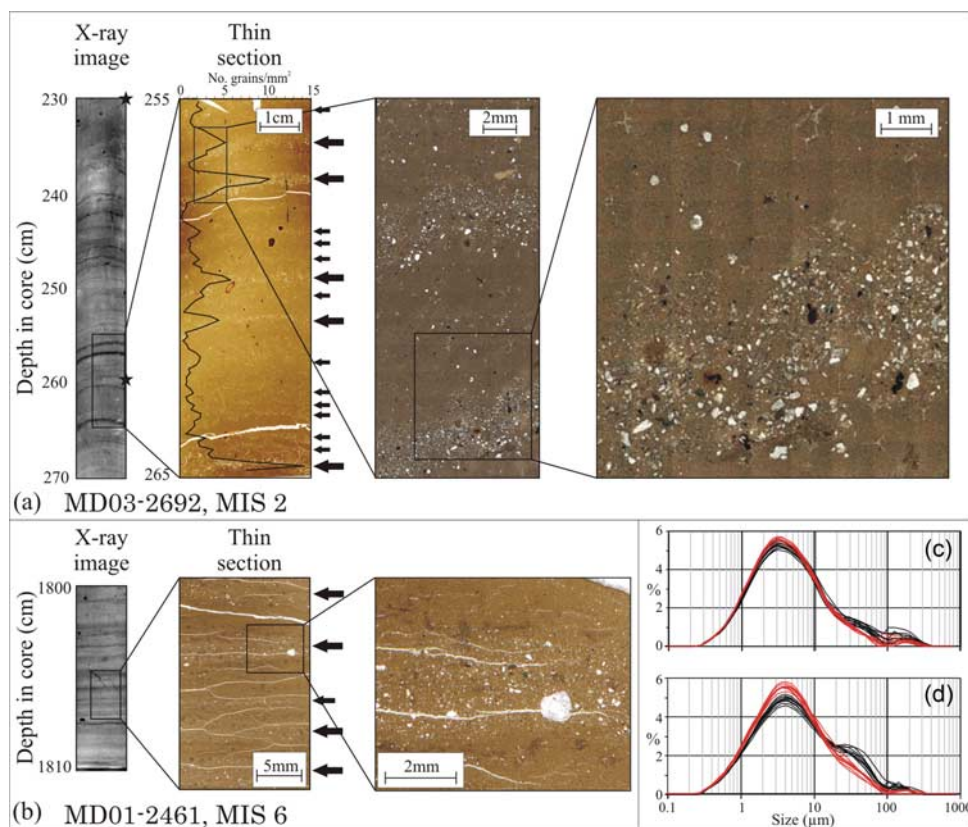 X-ray image
Thin section
No. grains/mm²
0 5 10 15
230
240
250
260
270
Depth in core (cm)
255
265
1cm
2mm
1 mm
(a) MD03-2692, MIS 2
X-ray image
Thin section
1800
1810
Depth in core (cm)
5mm
2mm
(b) MD01-2461, MIS 6
(c)
6
4
%
2
0
(d)
6
4
%
2
0
0.1 1 10 100 1000
Size (µm)